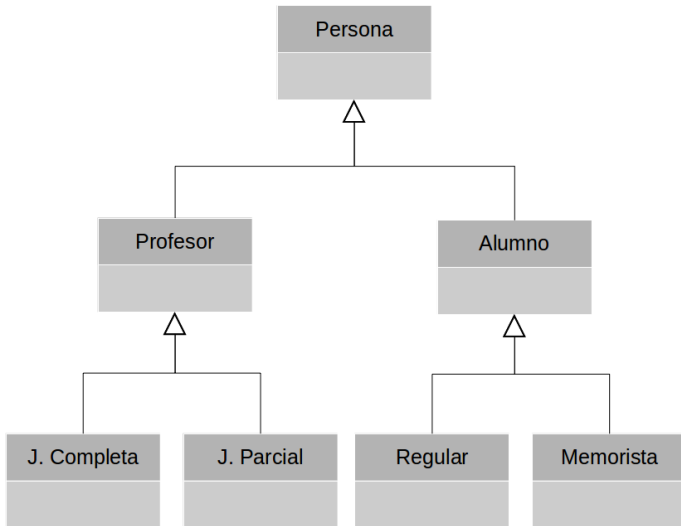 Persona
Profesor
Alumno
J. Completa
J. Parcial
Regular
Memorista